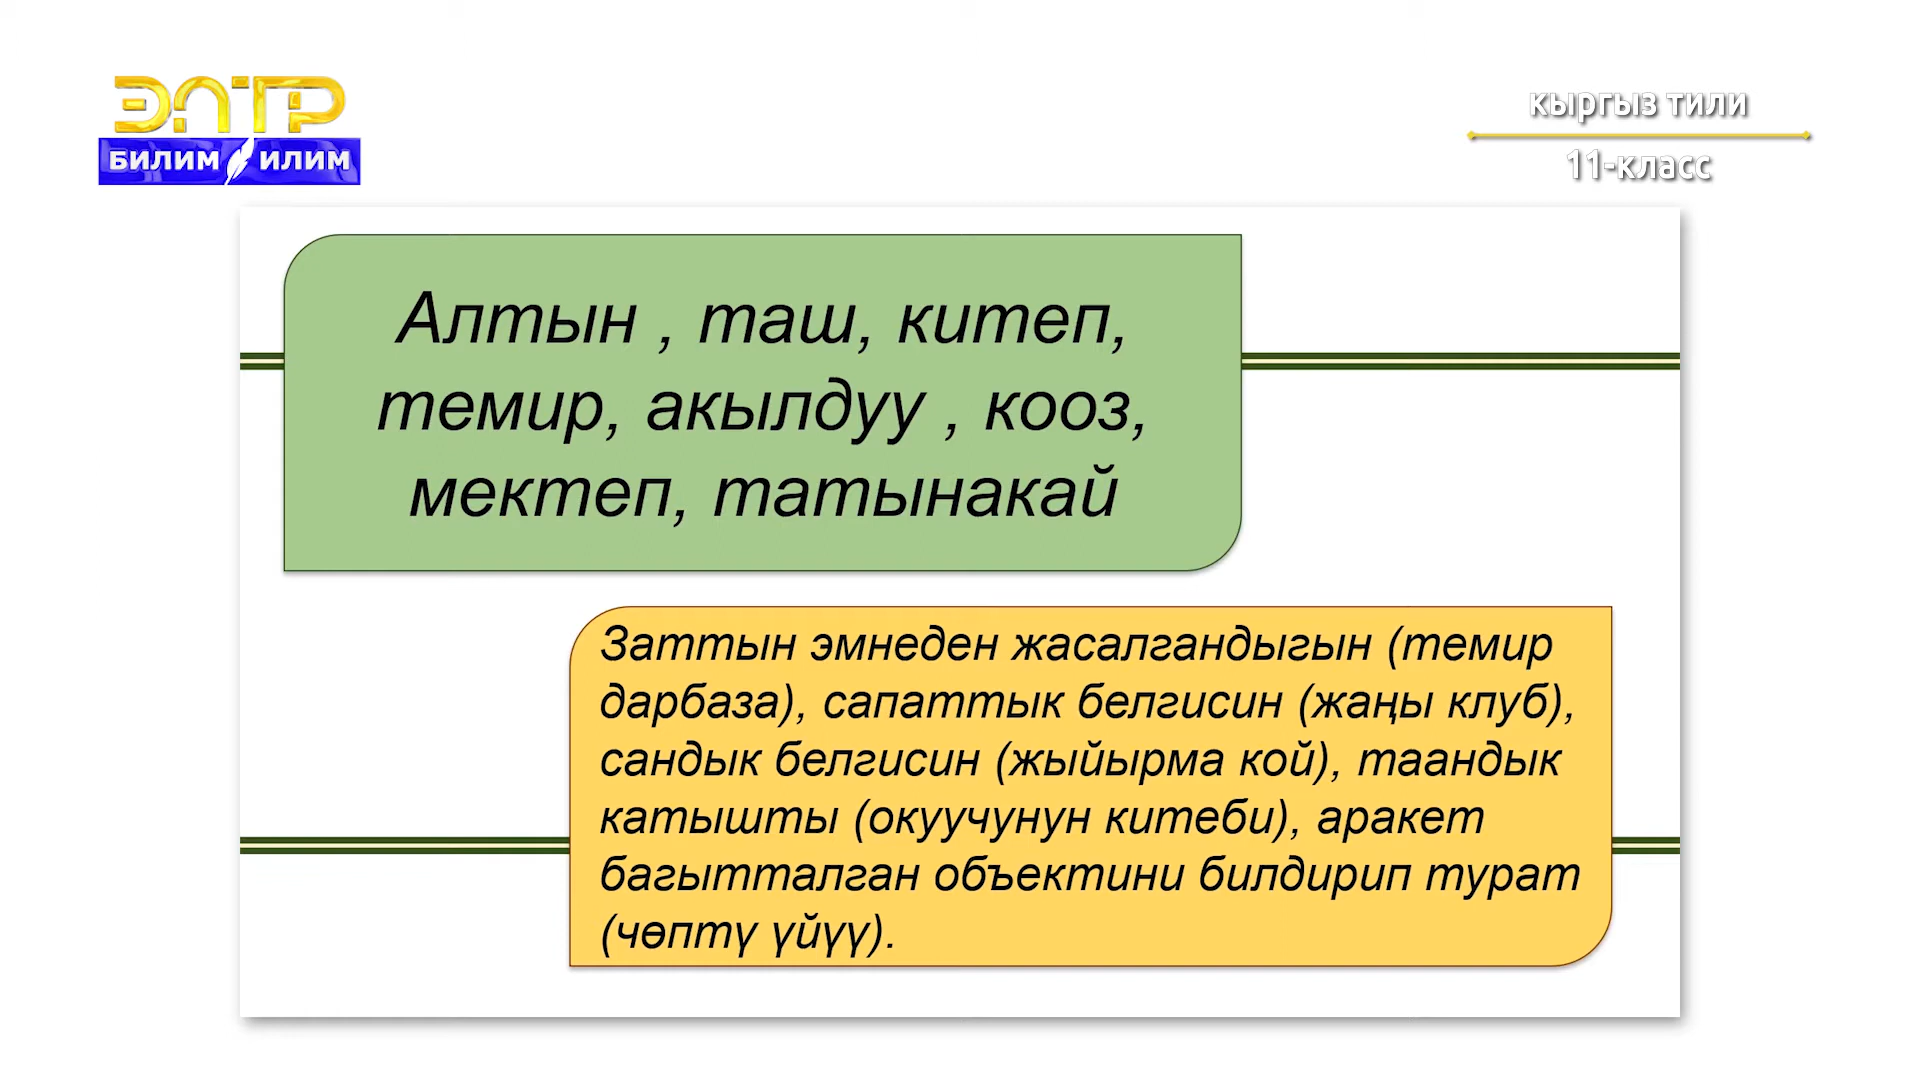 ЭЛТР
БИЛИМ ИЛИМ
кыргыз тили
11-класс
Алтын , таш, китеп,
темир, акылдуу , кооз,
мектеп, татынакай
Заттын эмнеден жасалгандыгын (темир
дарбаза), сапаттык белгисин (жаңы клуб),
сандык белгисин (жыйырма кой), таандык
катышты (окуучунун китеби), аракет
багытталган объектини билдирип турат
(чөптү үйүү).